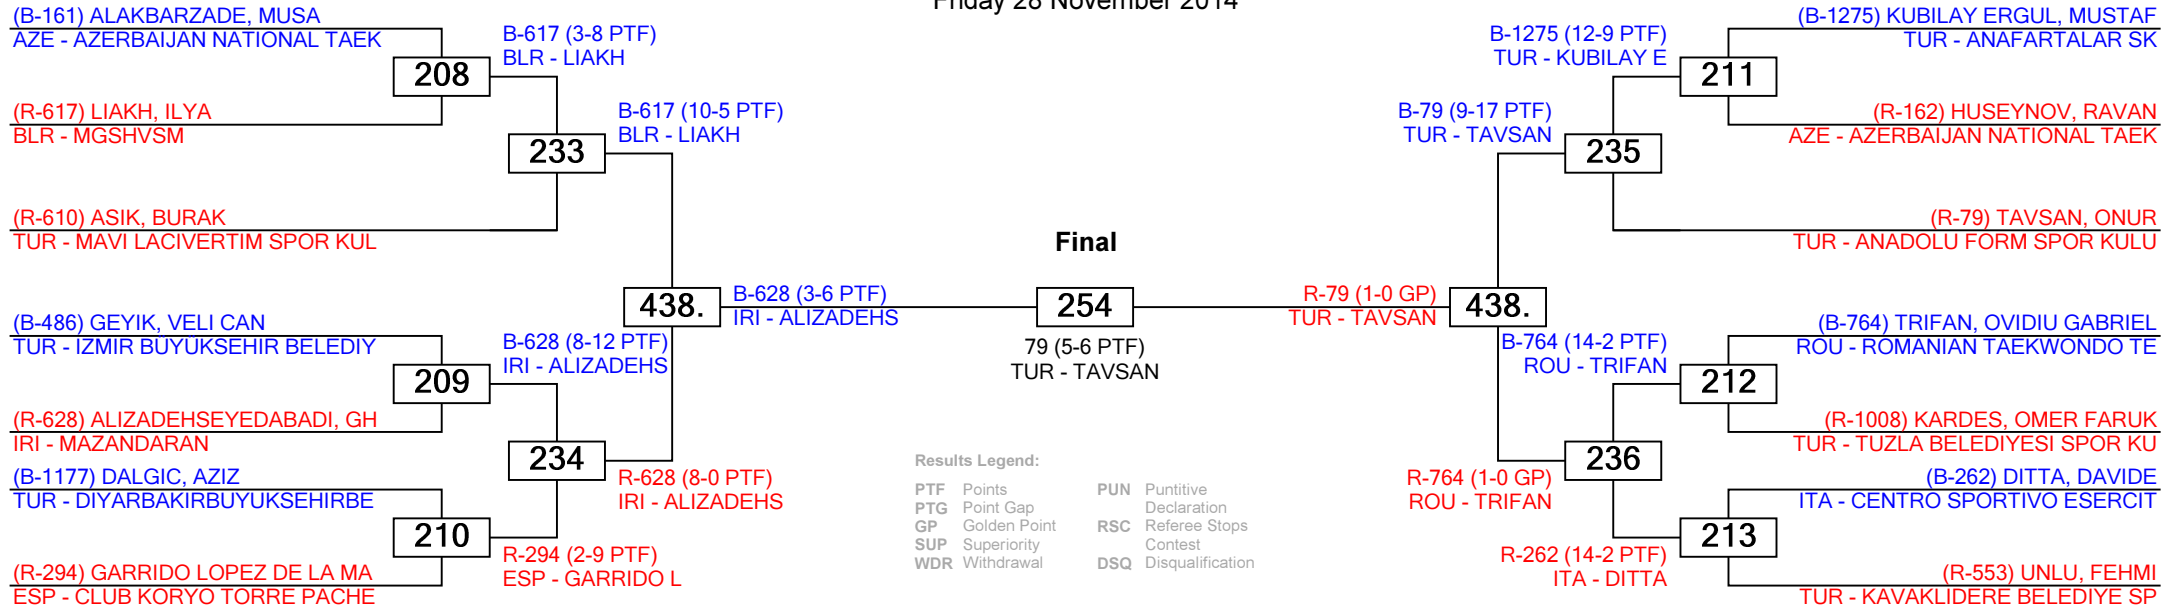 Friday 28 November 2014
(B-161) ALAKBARZADE, MUSA
AZE - AZERBAIJAN NATIONAL TAEK
208
(R-617) LIAKH, ILYA
BLR - MGSHVSM
B-617 (3-8 PTF)
BLR - LIAKH
233
(R-610) ASIK, BURAK
TUR - MAVI LACIVERTIM SPOR KUL
B-617 (10-5 PTF)
BLR - LIAKH
438.
(B-486) GEYIK, VELI CAN
TUR - IZMIR BUYUKSEHIR BELEDIY
209
(R-628) ALIZADEHSEYEDABADI, GH
IRI - MAZANDARAN
B-628 (8-12 PTF)
IRI - ALIZADEHS
234
(B-1177) DALGIC, AZIZ
TUR - DIYARBAKIRBUYUKSEHIRBE
210
(R-294) GARRIDO LOPEZ DE LA MA
ESP - CLUB KORYO TORRE PACHE
R-294 (2-9 PTF)
ESP - GARRIDO L
R-628 (8-0 PTF)
IRI - ALIZADEHS
B-628 (3-6 PTF)
IRI - ALIZADEHS
Final
254
79 (5-6 PTF)
TUR - TAVSAN
R-79 (1-0 GP)
TUR - TAVSAN
438.
B-79 (9-17 PTF)
TUR - TAVSAN
235
B-1275 (12-9 PTF)
TUR - KUBILAY E
211
(B-1275) KUBILAY ERGUL, MUSTAF
TUR - ANAFARTALAR SK
(R-162) HUSEYNOV, RAVAN
AZE - AZERBAIJAN NATIONAL TAEK
(R-79) TAVSAN, ONUR
TUR - ANADOLU FORM SPOR KULU
B-764 (14-2 PTF)
ROU - TRIFAN
212
(B-764) TRIFAN, OVIDIU GABRIEL
ROU - ROMANIAN TAEKWONDO TE
(R-1008) KARDES, OMER FARUK
TUR - TUZLA BELEDIYESI SPOR KU
236
R-764 (1-0 GP)
ROU - TRIFAN
(B-262) DITTA, DAVIDE
ITA - CENTRO SPORTIVO ESERCIT
213
R-262 (14-2 PTF)
ITA - DITTA
(R-553) UNLU, FEHMI
TUR - KAVAKLIDERE BELEDIYE SP
Results Legend:
PTF Points
PTG Point Gap
GP Golden Point
SUP Superiority
WDR Withdrawal
PUN Puntitive
Declaration
RSC Referee Stops
Contest
DSQ Disqualification